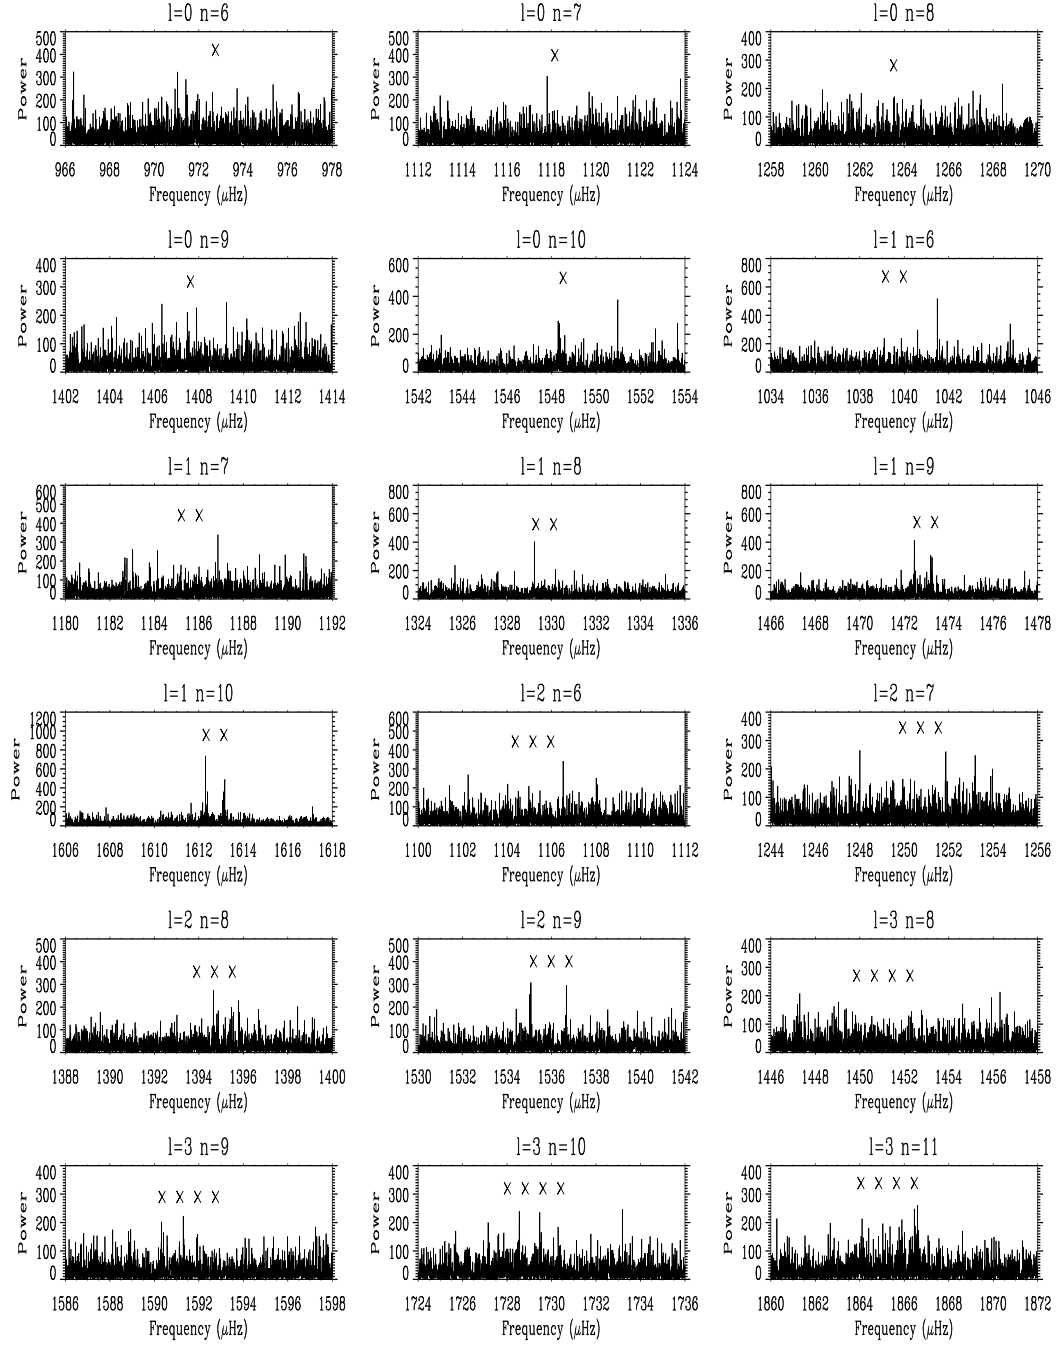 l=0 n=6 l=0 n=7 l=0 n=8
500 500 400
400 400 300
300 300 200
200 200 100
100 100 0
0 0
Power Power Power
966 968 970 972 974 976 978 1112 1114 1116 1118 1120 1122 1124 1258 1260 1262 1264 1266 1268 1270
Frequency (μHz) Frequency (μHz) Frequency (μHz)
l=0 n=9 l=0 n=10 l=1 n=6
400 600 800
300 400 600
200 200 400
100 0 200
0 0
Power Power Power
1402 1404 1406 1408 1410 1412 1414 1542 1544 1546 1548 1550 1552 1554 1034 1036 1038 1040 1042 1044 1046
Frequency (μHz) Frequency (μHz) Frequency (μHz)
l=1 n=7 l=1 n=8 l=1 n=9
600 800 800
500 600 600
400 400 400
300 200 200
200 0 0
100
0
Power Power Power
1180 1182 1184 1186 1188 1190 1192 1324 1326 1328 1330 1332 1334 1336 1466 1468 1470 1472 1474 1476 1478
Frequency (μHz) Frequency (μHz) Frequency (μHz)
l=1 n=10 l=2 n=6 l=2 n=7
1200 600 400
1000 500 300
800 400 200
600 300 100
400 200 0
200 100
0 0
Power Power Power
1606 1608 1610 1612 1614 1616 1618 1100 1102 1104 1106 1108 1110 1112 1244 1246 1248 1250 1252 1254 1256
Frequency (μHz) Frequency (μHz) Frequency (μHz)
l=2 n=8 l=2 n=9 l=3 n=8
500 500 400
400 400 300
300 300 200
200 200 100
100 100 0
0 0
Power Power Power
1388 1390 1392 1394 1396 1398 1400 1530 1532 1534 1536 1538 1540 1542 1446 1448 1450 1452 1454 1456 1458
Frequency (μHz) Frequency (μHz) Frequency (μHz)
l=3 n=9 l=3 n=10 l=3 n=11
400 400 400
300 300 300
200 200 200
100 100 100
0 0 0
Power Power Power
1586 1588 1590 1592 1594 1596 1598 1724 1726 1728 1730 1732 1734 1736 1860 1862 1864 1866 1868 1870 1872
Frequency (μHz) Frequency (μHz) Frequency (μHz)